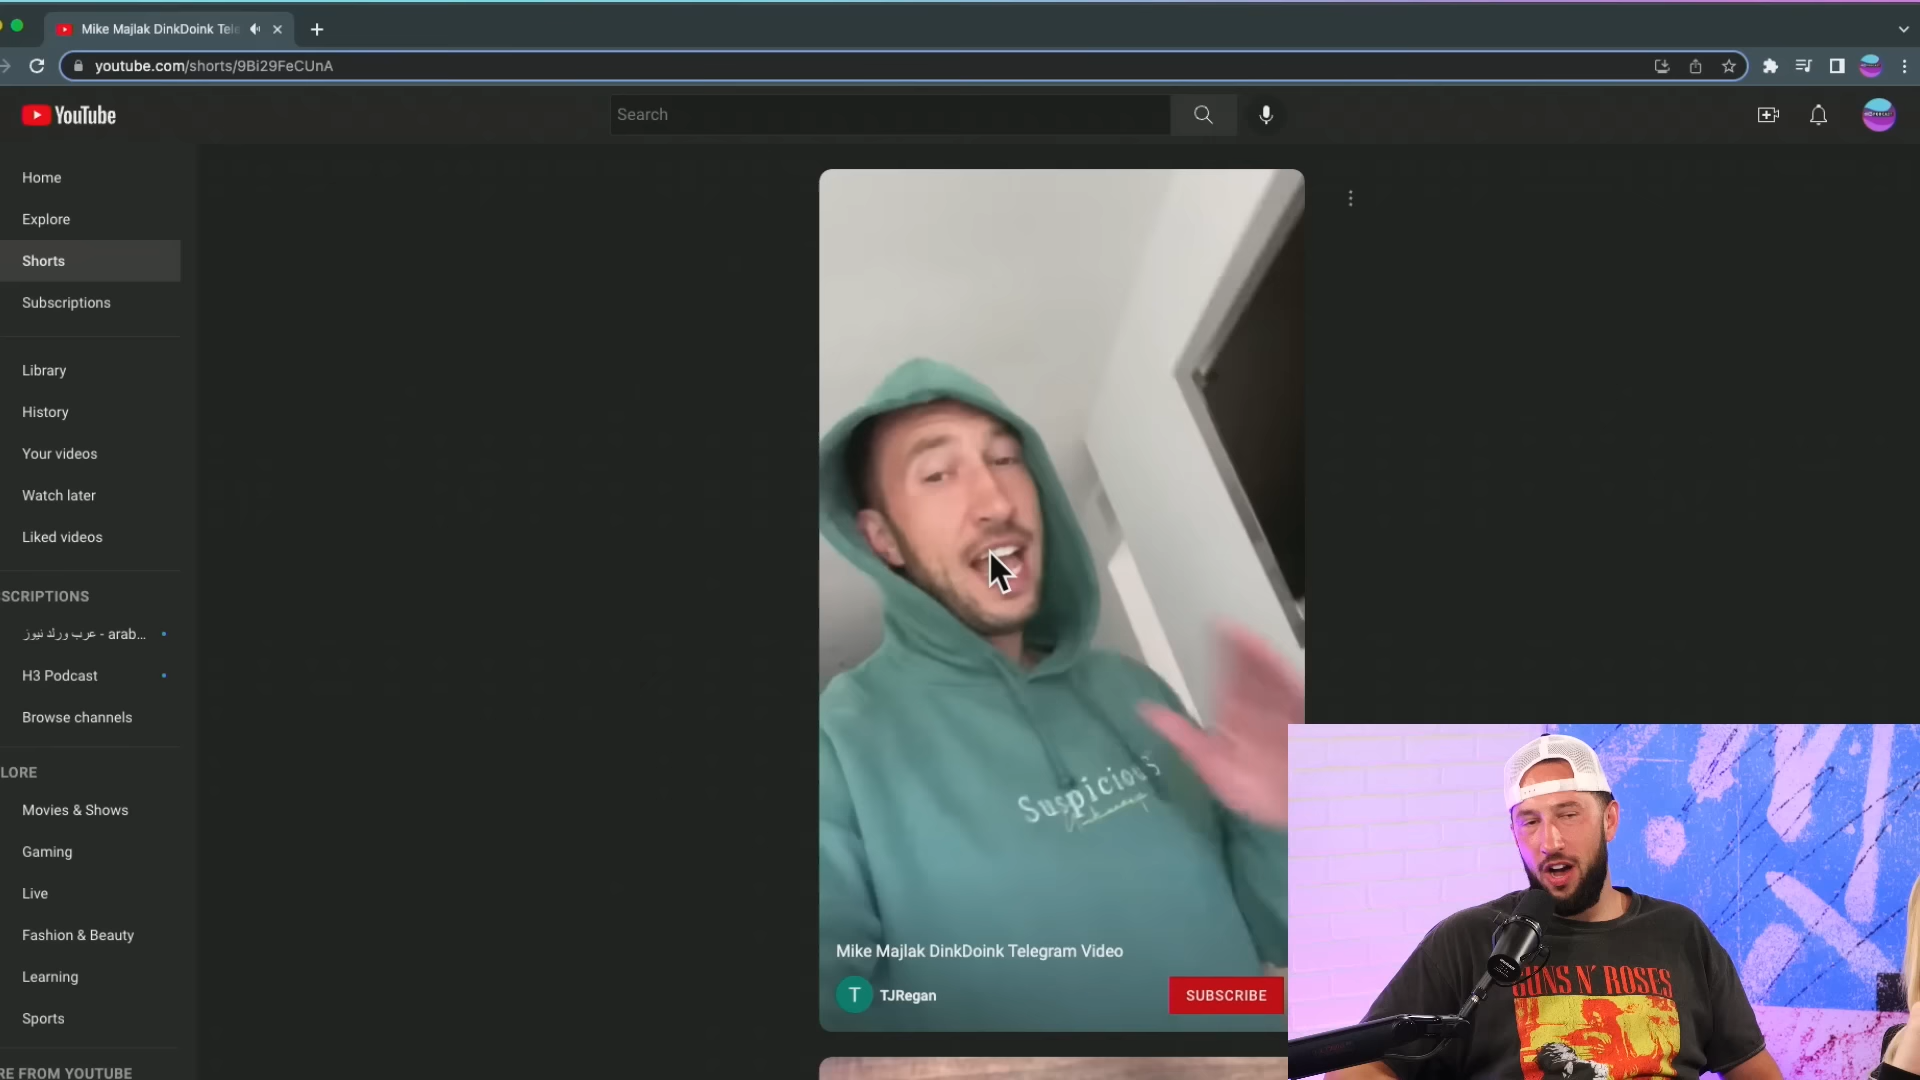 Mike Majlak DinkDoink Tele
youtube.com/shorts/9Bi29FeCUnA
YouTube
Search
Home
Explore
Shorts
Subscriptions
Library
History
Your videos
Watch later
Liked videos
SCRIPTIONS
عرب ورلد نيوز - arab...
H3 Podcast
Browse channels
LORE
Movies & Shows
Gaming
Live
Fashion & Beauty
Learning
Sports
RE FROM YOUTUBE
Suspicious
Mike Majlak DinkDoink Telegram Video
T TJRegan
SUBSCRIBE
GUNS N' ROSES